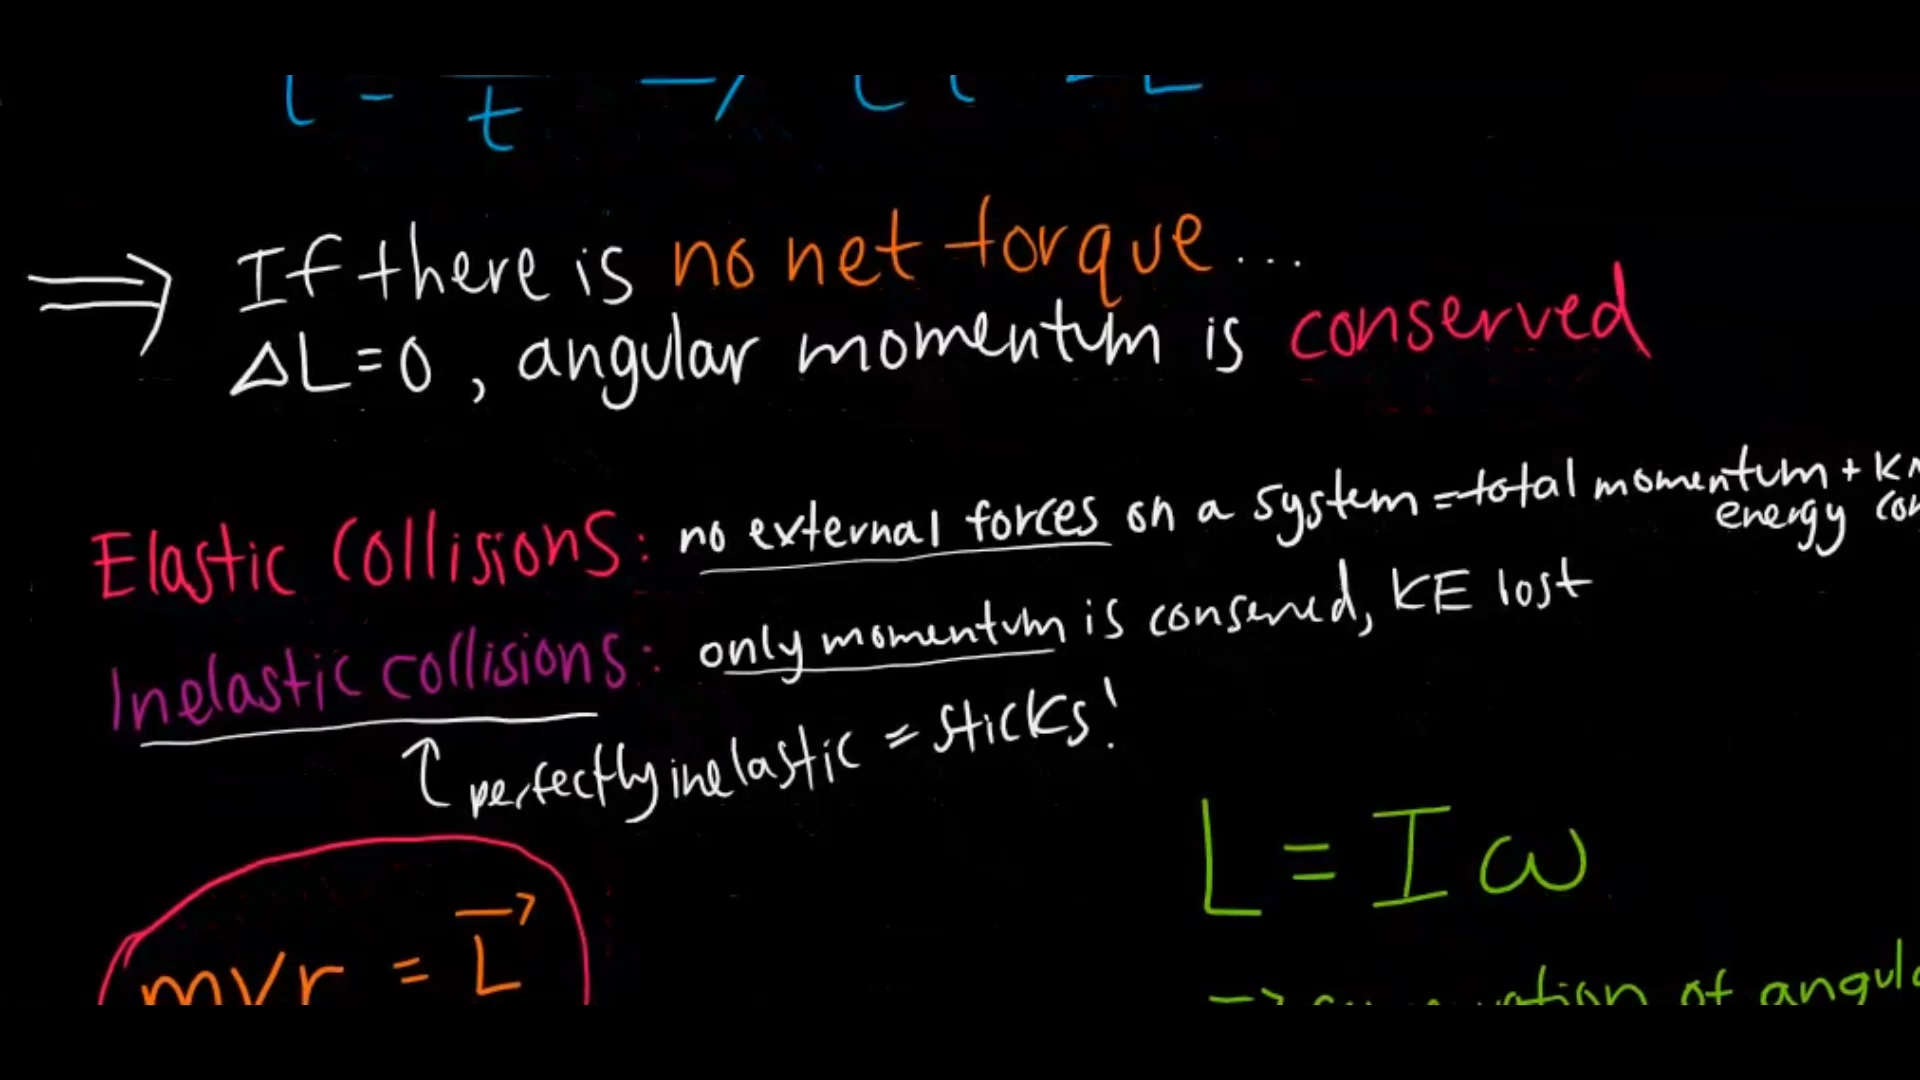 If there is no net torque...
ΔL=0, angular momentum is conserved
Elastic Collisions: no external forces on a system = total momentum +
energy
Inelastic collisions: only momentum is conserved, KE lost
perfectly inelastic = sticks!
L = I ω
mvr = L
of